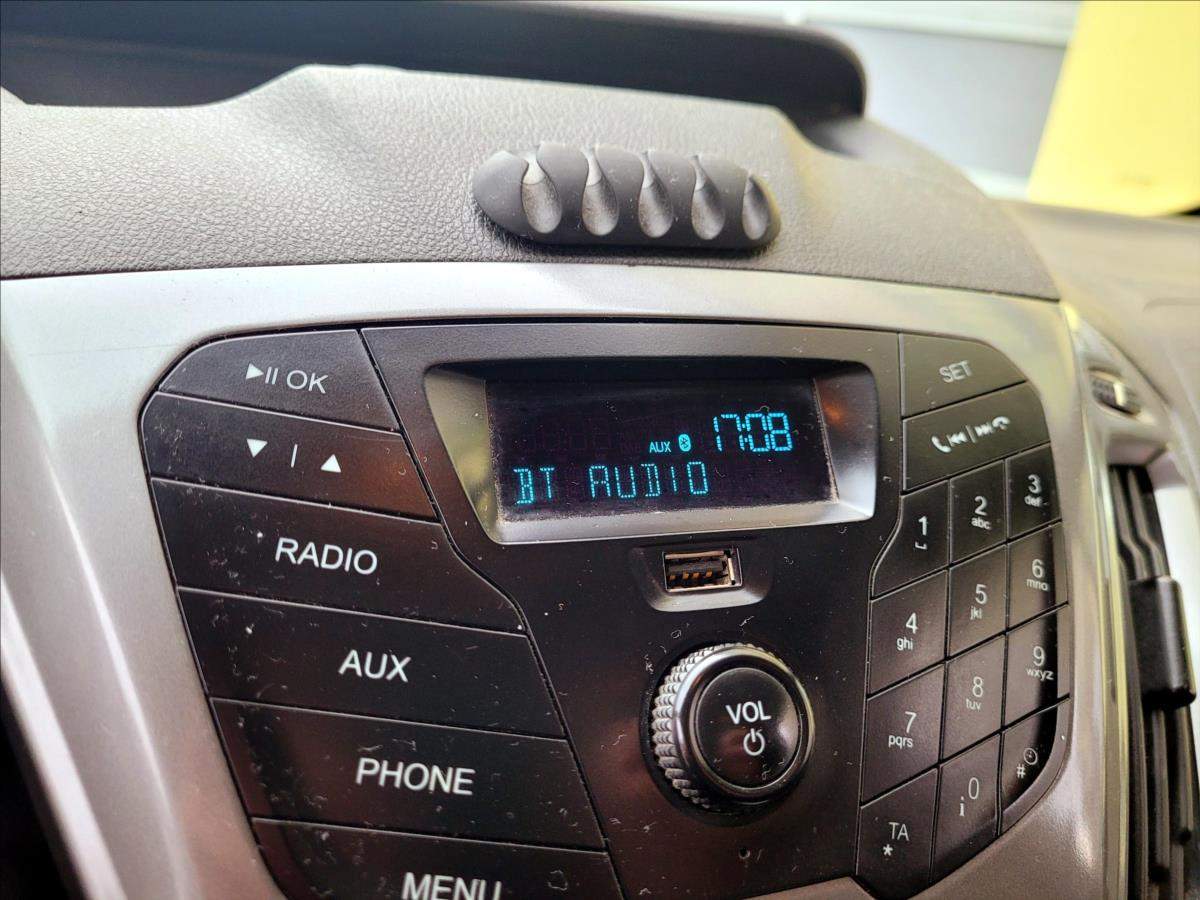 OK
SET
AUX 17:08
BT AUDIO
RADIO
AUX
PHONE
MENU
VOL
1
2
abc
3
def
4
ghi
5
jkl
6
mno
7
pqrs
8
tuv
9
wxyz
TA
*
i 0
#